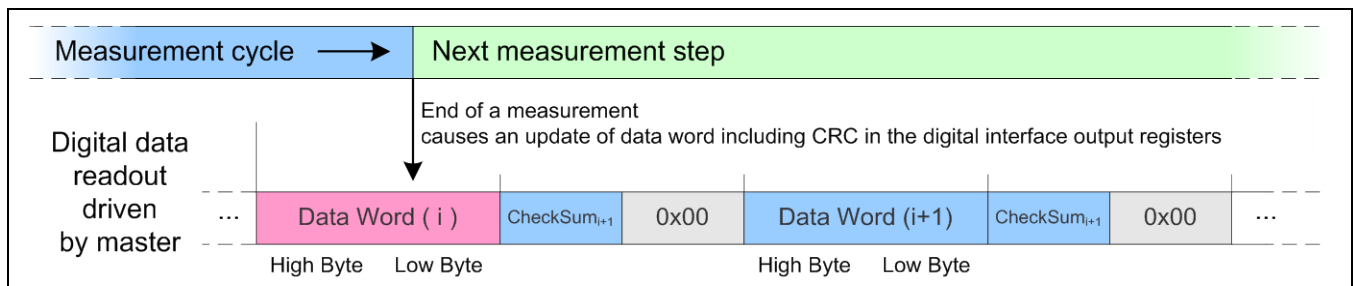 Measurement cycle
Next measurement step
End of a measurement
causes an update of data word including CRC in the digital interface output registers
Digital data
readout
driven
by master
... Data Word ( i ) CheckSumi+1 0x00 Data Word (i+1) CheckSumi+1 0x00 ...
High Byte Low Byte High Byte Low Byte